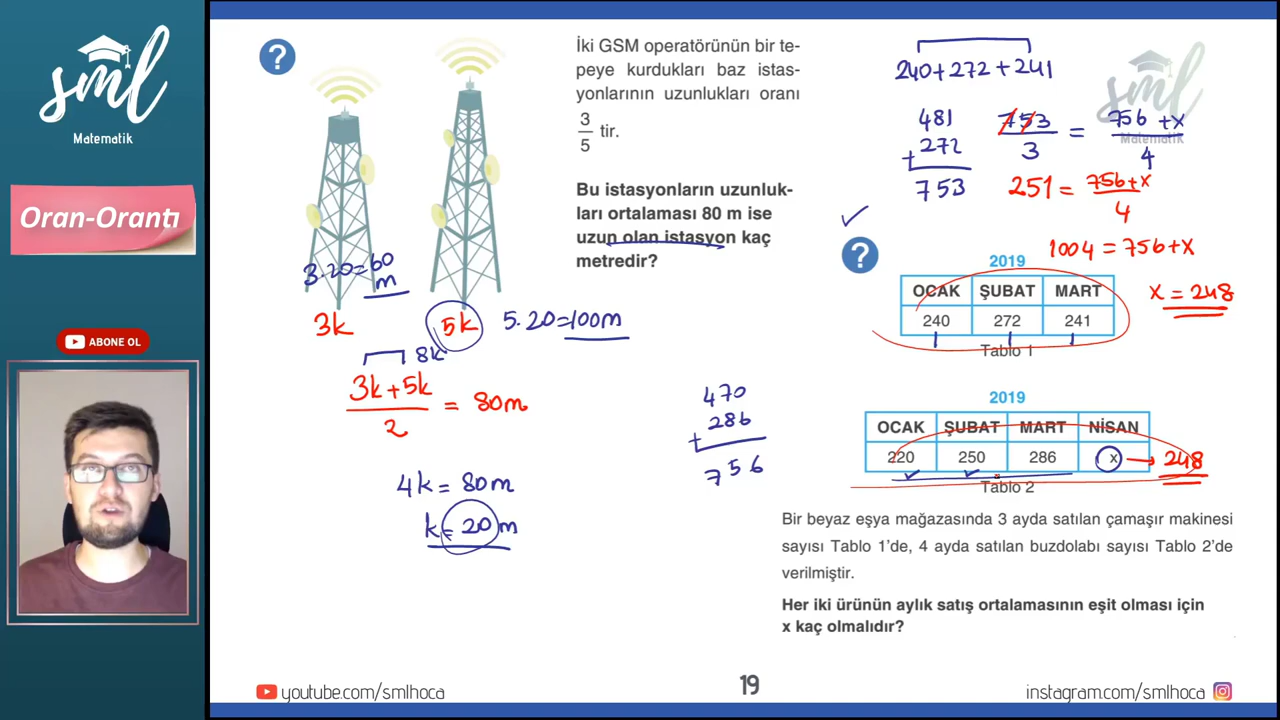 sml
Matematik
Oran-Orantı
ABONE OL
?
İki GSM operatörünün bir te-
peye kurdukları baz istas-
yonlarının uzunlukları oranı
3
5
tir.
Bu istasyonların uzunluk-
ları ortalaması 80 m ise
uzun olan istasyon kaç
metredir?
3.20=60
m
3k
5k
5.20=100m
8k
3k+5k
2
= 80m
4k = 80m
k=20m
240+272+241
481
+272
753
753
3
=
756+x
4
251 =
756+x
4
1004 = 756+x
x = 248
sml
Matematik
?
2019
OCAK ŞUBAT MART
240 272 241
Tablo 1
470
286
+
756
2019
OCAK ŞUBAT MART NİSAN
220 250 286 x → 248
Tablo 2
Bir beyaz eşya mağazasında 3 ayda satılan çamaşır makinesi
sayısı Tablo 1'de, 4 ayda satılan buzdolabı sayısı Tablo 2'de
verilmiştir.
Her iki ürünün aylık satış ortalamasının eşit olması için
x kaç olmalıdır?
youtube.com/smlhoca
19
instagram.com/smlhoca